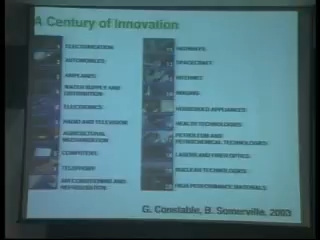 A Century of Innovation
ELECTRIFICATION
AUTOMOBILES
AIRPLANES
WATER SUPPLY AND
DISTRIBUTION
ELECTRONICS
RADIO AND TELEVISION
AGRICULTURAL
MECHANIZATION
COMPUTERS
TELEPHONY
AIR CONDITIONING AND
REFRIGERATION
HIGHWAYS
SPACECRAFT
INTERNET
IMAGING
HOUSEHOLD APPLIANCES
HEALTH TECHNOLOGIES
PETROLEUM AND
PETROCHEMICAL TECHNOLOGIES
LASERS AND FIBER OPTICS
NUCLEAR TECHNOLOGIES
HIGH PERFORMANCE MATERIALS
G. Constable, B. Somerville, 2003